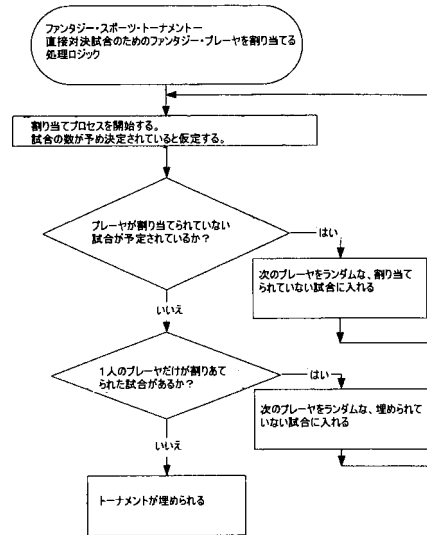 ファンタジー・スポーツ・トーナメントー
直接対決試合のためのファンタジー・プレーヤを割り当てる
処理ロジック
割り当てプロセスを開始する。
試合の数が予め決定されていると仮定する。
プレーヤが割り当てられていない
試合が予定されているか?
はい
次のプレーヤをランダムな、割り当て
られていない試合に入れる
いいえ
1人のプレーヤだけが割りあて
られた試合があるか?
はい
次のプレーヤをランダムな、埋められて
いない試合に入れる
いいえ
トーナメントが埋められる